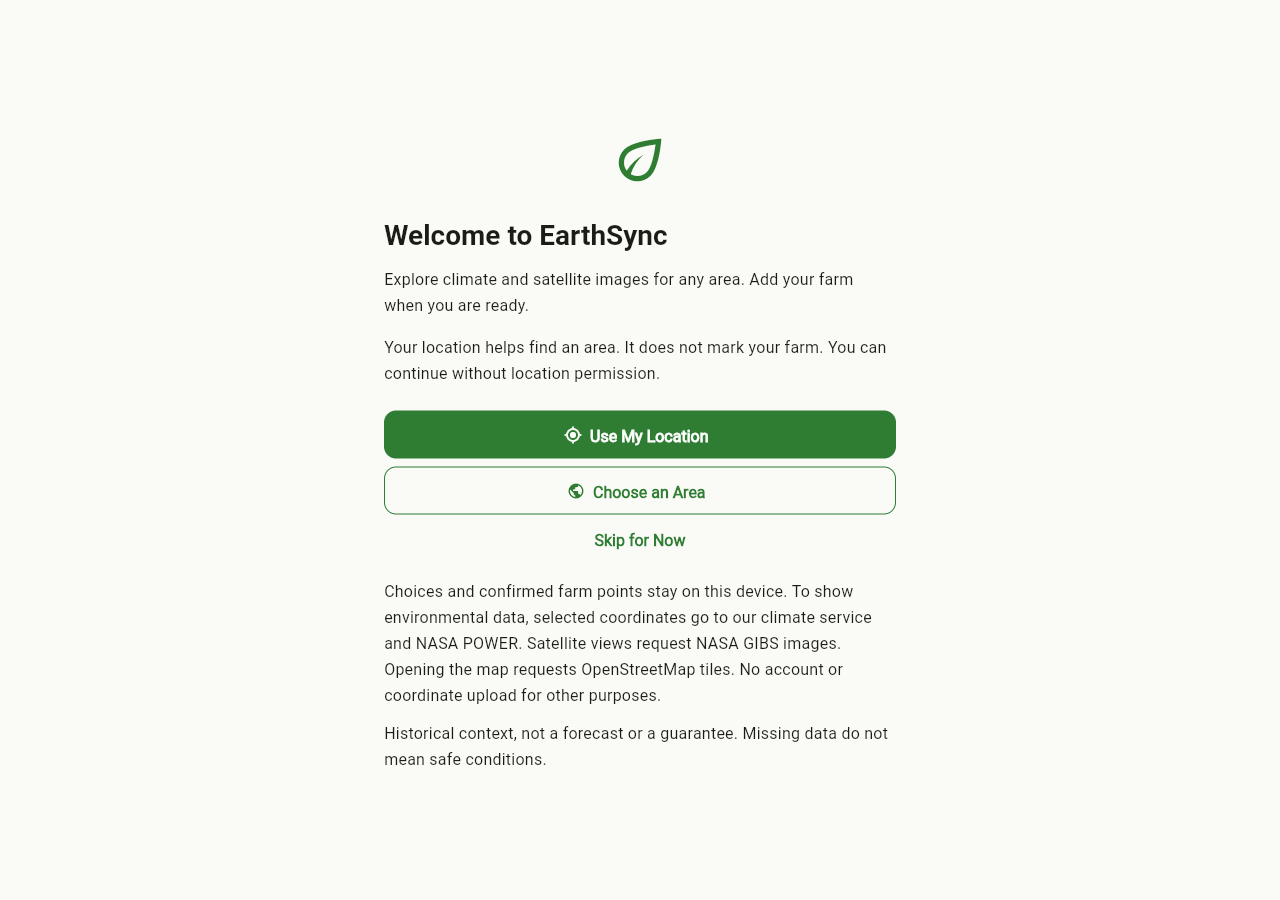 Welcome to EarthSync
Explore climate and satellite images for any area. Add your farm
when you are ready.
Your location helps find an area. It does not mark your farm. You can
continue without location permission.
Use My Location
Choose an Area
Skip for Now
Choices and confirmed farm points stay on this device. To show
environmental data, selected coordinates go to our climate service
and NASA POWER. Satellite views request NASA GIBS images.
Opening the map requests OpenStreetMap tiles. No account or
coordinate upload for other purposes.
Historical context, not a forecast or a guarantee. Missing data do not
mean safe conditions.